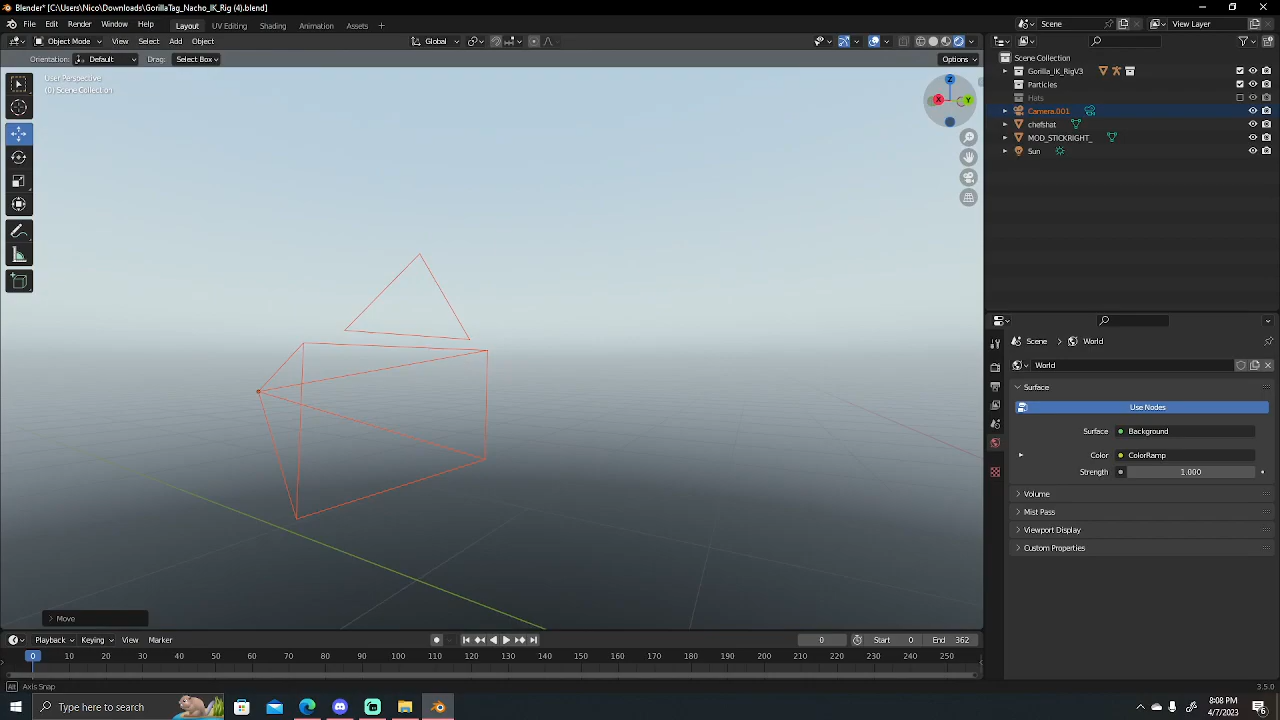 Blender* [C:\Users\Nico\Downloads\GorillaTag_Nacho_IK_Rig (4).blend]
File Edit Render Window Help Layout UV Editing Shading Animation Assets + Scene View Layer
Object Mode View Select Add Object Global
Orientation: Default Drag: Select Box Options
User Perspective
(0) Scene Collection
Z
X
Y
Scene Collection
Gorilla_IK_RigV3
Particles
Hats
Camera.001
chefshat
MOD_STICKRIGHT_
Sun
Scene > World
World
Surface
Use Nodes
Surface Background
Color ColorRamp
Strength 1.000
Volume
Mist Pass
Viewport Display
Custom Properties
> Move
Playback Keying View Marker 0 Start 0 End 362
0 10 20 30 40 50 60 70 80 90 100 110 120 130 140 150 160 170 180 190 200 210 220 230 240 250
Alt Axis Snap 3.5.0
Type here to search
8:08 PM
4/7/2023